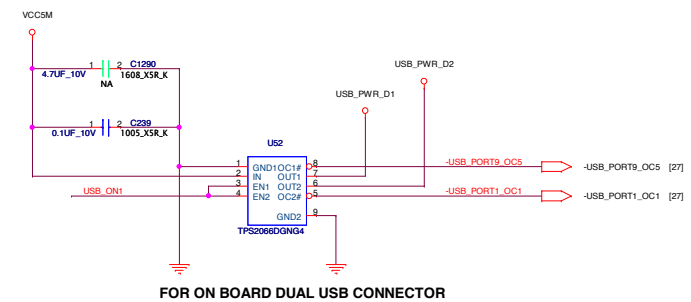 VCC5M
1 2 C1290
4.7UF_10V 1608_X5R_K
NA
USB_PWR_D2
USB_PWR_D1
1 2 C239
0.1UF_10V 1005_X5R_K
U52
1 GND1 OC1# 8 -USB_PORT9_OC5 -USB_PORT9_OC5 [27]
2 IN OUT1 7
3 EN1 OUT2 6
USB_ON1 4 EN2 OC2# 5 -USB_PORT1_OC1 -USB_PORT1_OC1 [27]
GND2 9
TPS2066DGNG4
FOR ON BOARD DUAL USB CONNECTOR